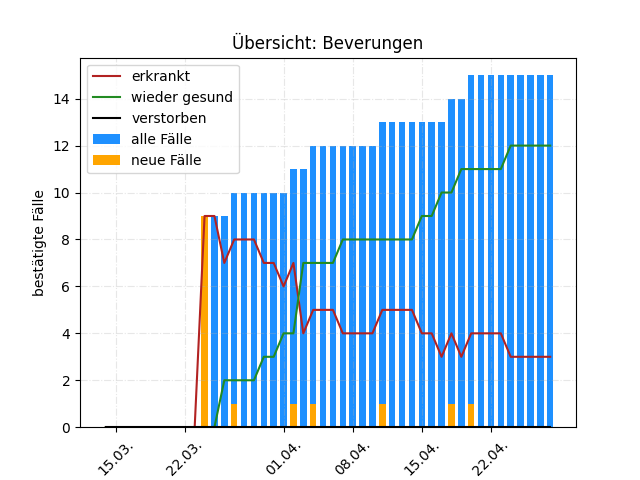 Übersicht: Beverungen
erkrankt
wieder gesund
verstorben
alle Fälle
neue Fälle
bestätigte Fälle
14
12
10
8
6
4
2
0
15.03.
22.03.
01.04.
08.04.
15.04.
22.04.